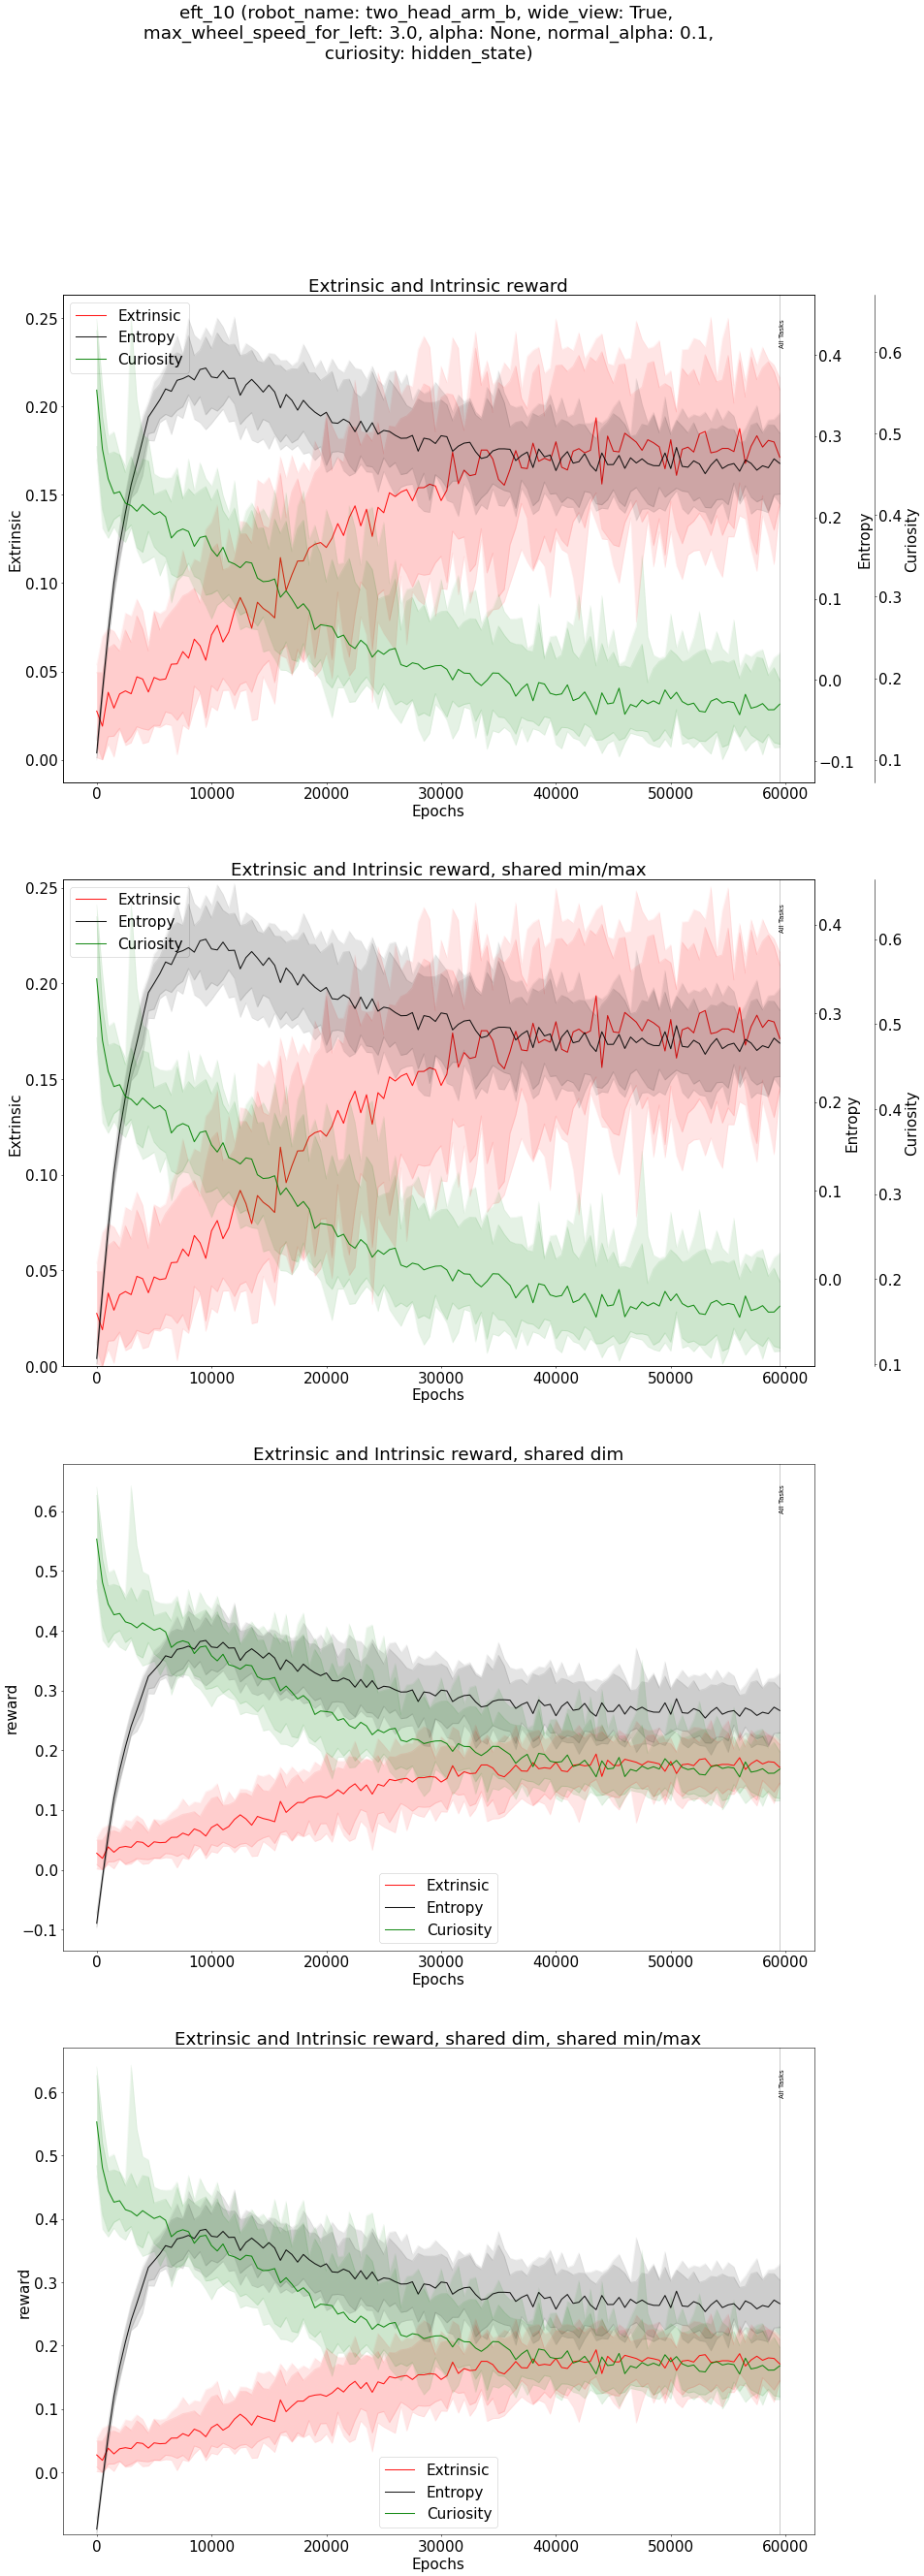 eft_10 (robot_name: two_head_arm_b, wide_view: True,
max_wheel_speed_for_left: 3.0, alpha: None, normal_alpha: 0.1,
curiosity: hidden_state)
Extrinsic and Intrinsic reward
Extrinsic
Entropy
Curiosity
All Tasks
0.25
0.20
0.15
0.10
0.05
0.00
Extrinsic
0.4
0.3
0.2
0.1
0.0
−0.1
Entropy
0.6
0.5
0.4
0.3
0.2
0.1
Curiosity
0 10000 20000 30000 40000 50000 60000
Epochs
Extrinsic and Intrinsic reward, shared min/max
Extrinsic
Entropy
Curiosity
All Tasks
0.25
0.20
0.15
0.10
0.05
0.00
Extrinsic
0.4
0.3
0.2
0.1
0.0
Entropy
0.6
0.5
0.4
0.3
0.2
0.1
Curiosity
0 10000 20000 30000 40000 50000 60000
Epochs
Extrinsic and Intrinsic reward, shared dim
All Tasks
0.6
0.5
0.4
0.3
0.2
0.1
0.0
−0.1
reward
Extrinsic
Entropy
Curiosity
0 10000 20000 30000 40000 50000 60000
Epochs
Extrinsic and Intrinsic reward, shared dim, shared min/max
All Tasks
0.6
0.5
0.4
0.3
0.2
0.1
0.0
reward
Extrinsic
Entropy
Curiosity
0 10000 20000 30000 40000 50000 60000
Epochs